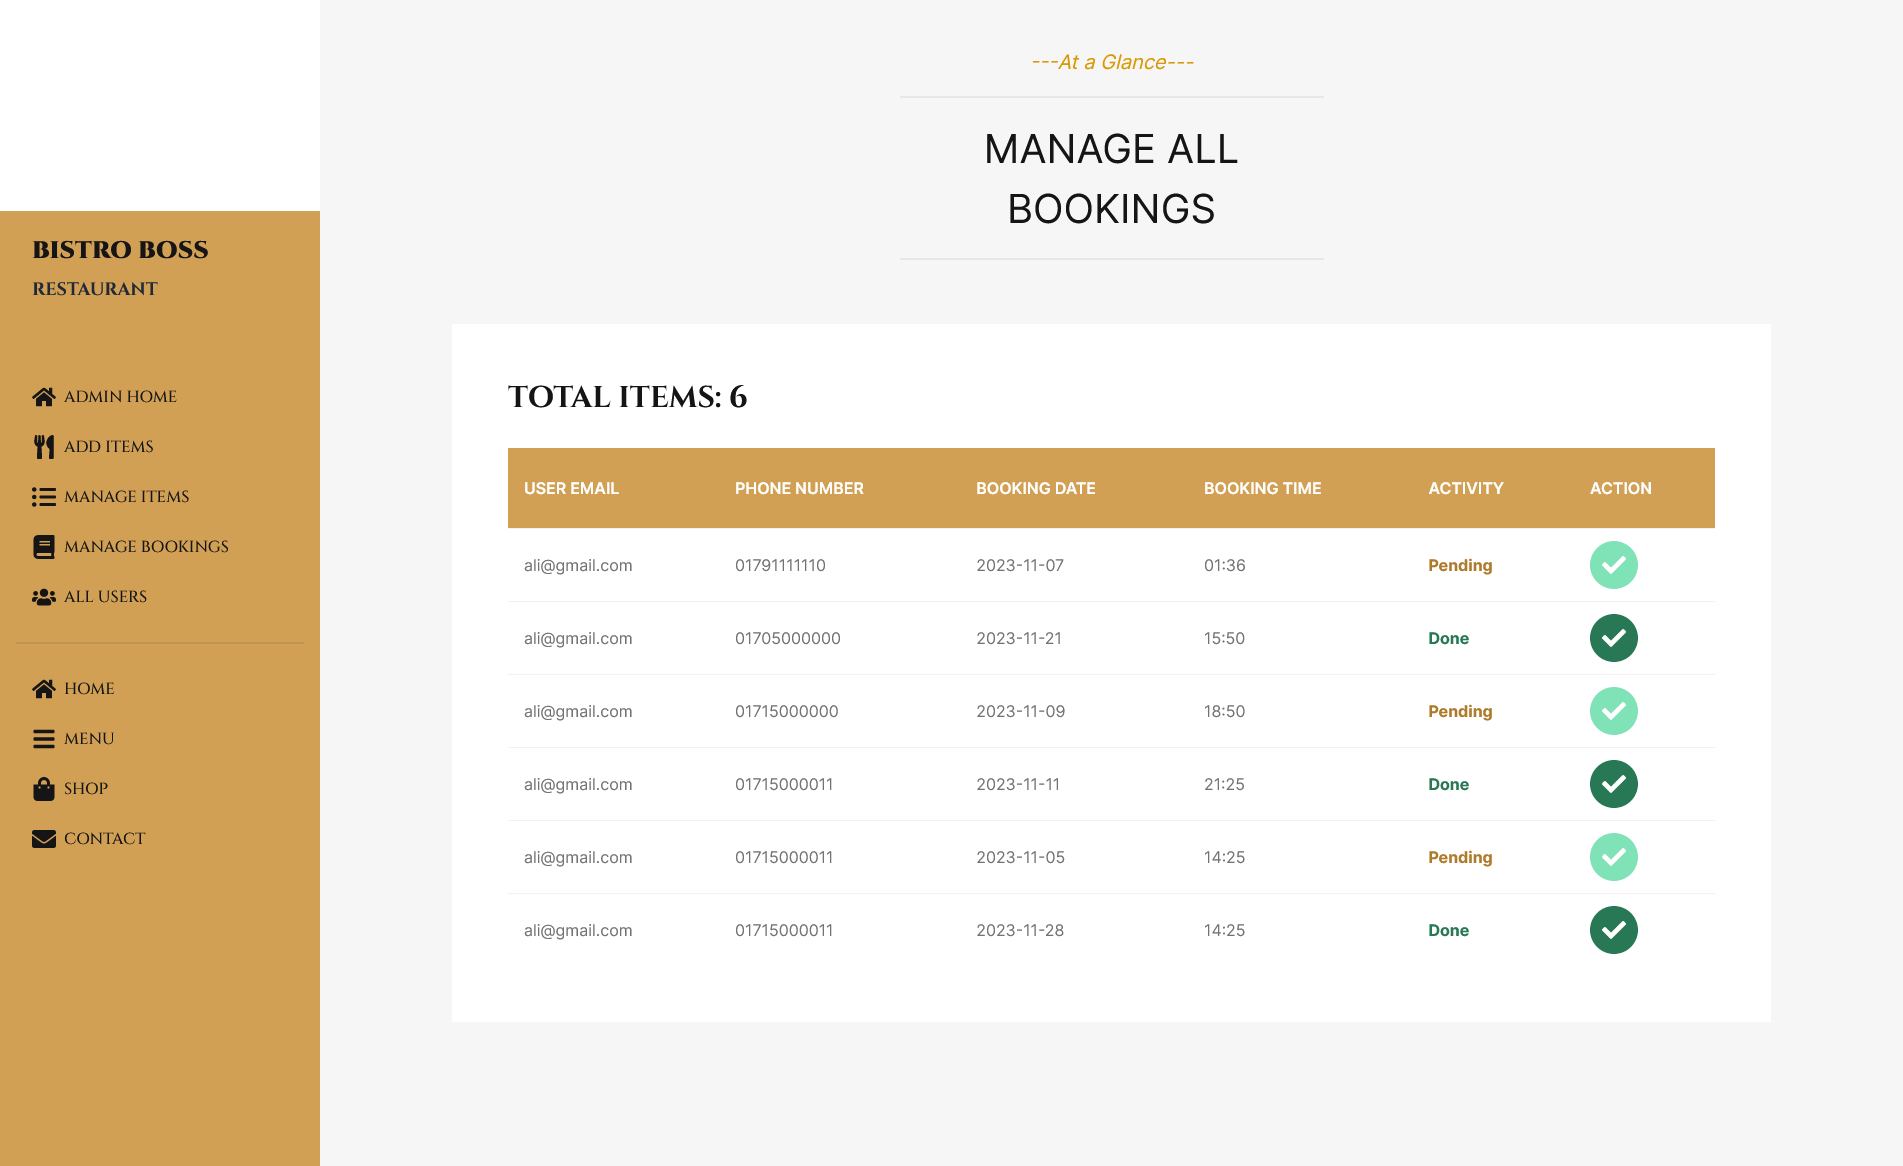 BISTRO BOSS
RESTAURANT
ADMIN HOME
ADD ITEMS
MANAGE ITEMS
MANAGE BOOKINGS
ALL USERS
HOME
MENU
SHOP
CONTACT
---At a Glance---
MANAGE ALL
BOOKINGS
TOTAL ITEMS: 6
USER EMAIL PHONE NUMBER BOOKING DATE BOOKING TIME ACTIVITY ACTION
ali@gmail.com 01791111110 2023-11-07 01:36 Pending
ali@gmail.com 01705000000 2023-11-21 15:50 Done
ali@gmail.com 01715000000 2023-11-09 18:50 Pending
ali@gmail.com 01715000011 2023-11-11 21:25 Done
ali@gmail.com 01715000011 2023-11-05 14:25 Pending
ali@gmail.com 01715000011 2023-11-28 14:25 Done